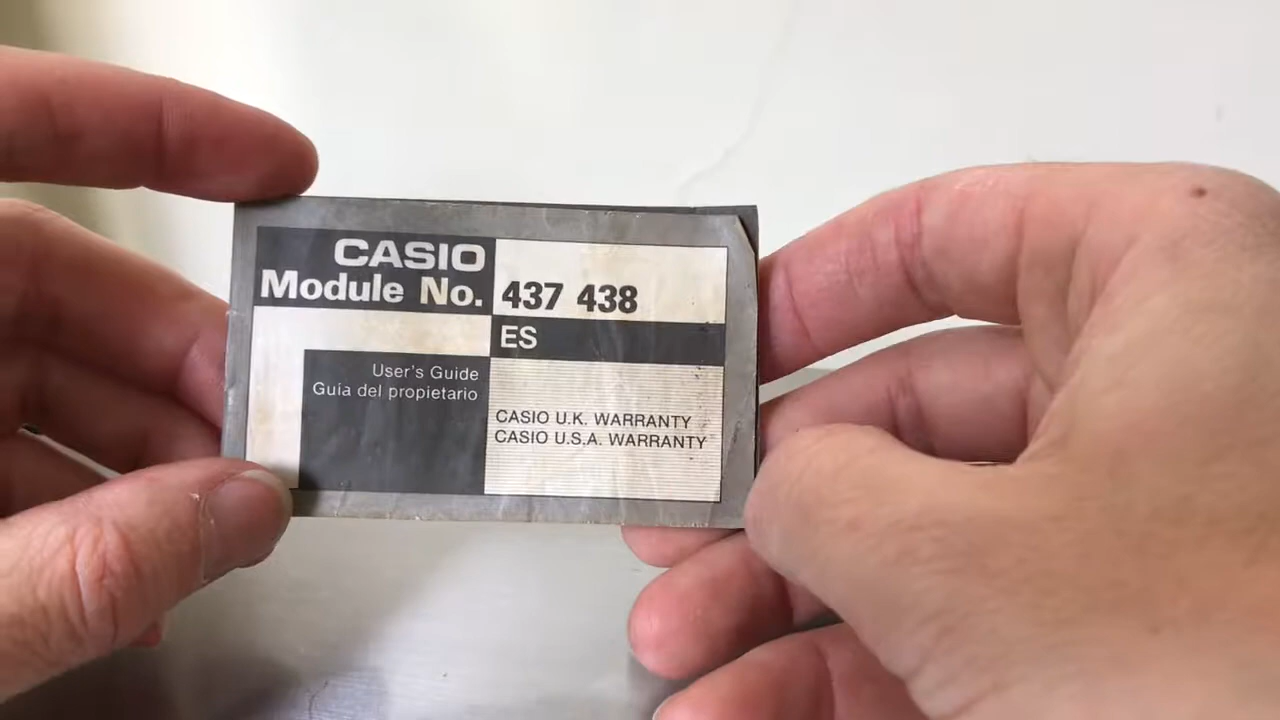 CASIO
Module No. 437 438
ES
User's Guide
Guía del propietario
CASIO U.K. WARRANTY
CASIO U.S.A. WARRANTY